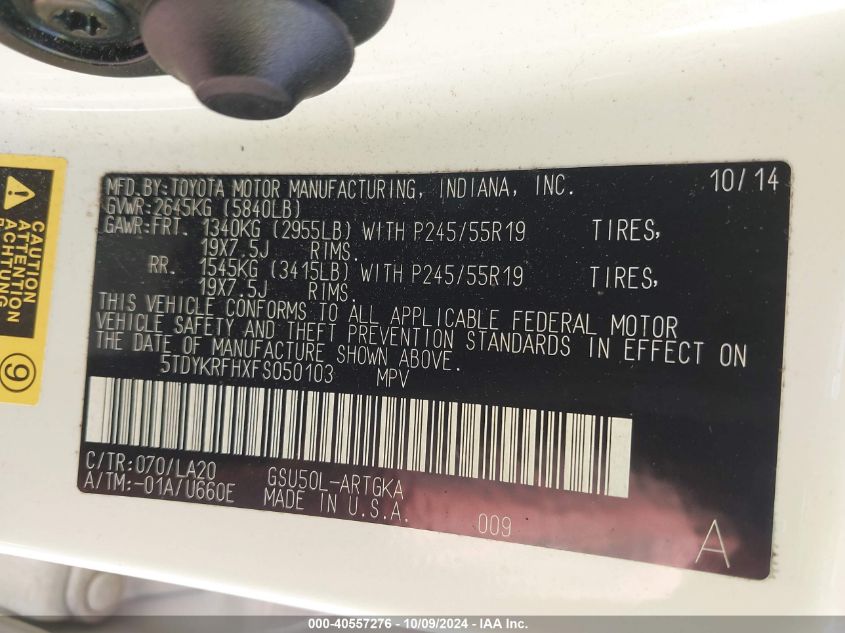 MFD. BY: TOYOTA MOTOR MANUFACTURING, INDIANA, INC. 10/14
GVWR: 2645KG (5840LB)
GAWR: FRT. 1340KG (2955LB) WITH P245/55R19 TIRES,
19X7.5J RIMS.
RR. 1545KG (3415LB) WITH P245/55R19 TIRES,
19X7.5J RIMS.
THIS VEHICLE CONFORMS TO ALL APPLICABLE FEDERAL MOTOR
VEHICLE SAFETY AND THEFT PREVENTION STANDARDS IN EFFECT ON
THE DATE OF MANUFACTURE SHOWN ABOVE.
5TDYKRFHXFS050103 MPV
C/TR: 070/LA20 GSU50L-ARTGKA
A/TM: -01A/U660E MADE IN U.S.A. 009 A
CAUTION
ATTENTION
ACHTUNG
9
000-40557276 - 10/09/2024 - IAA Inc.